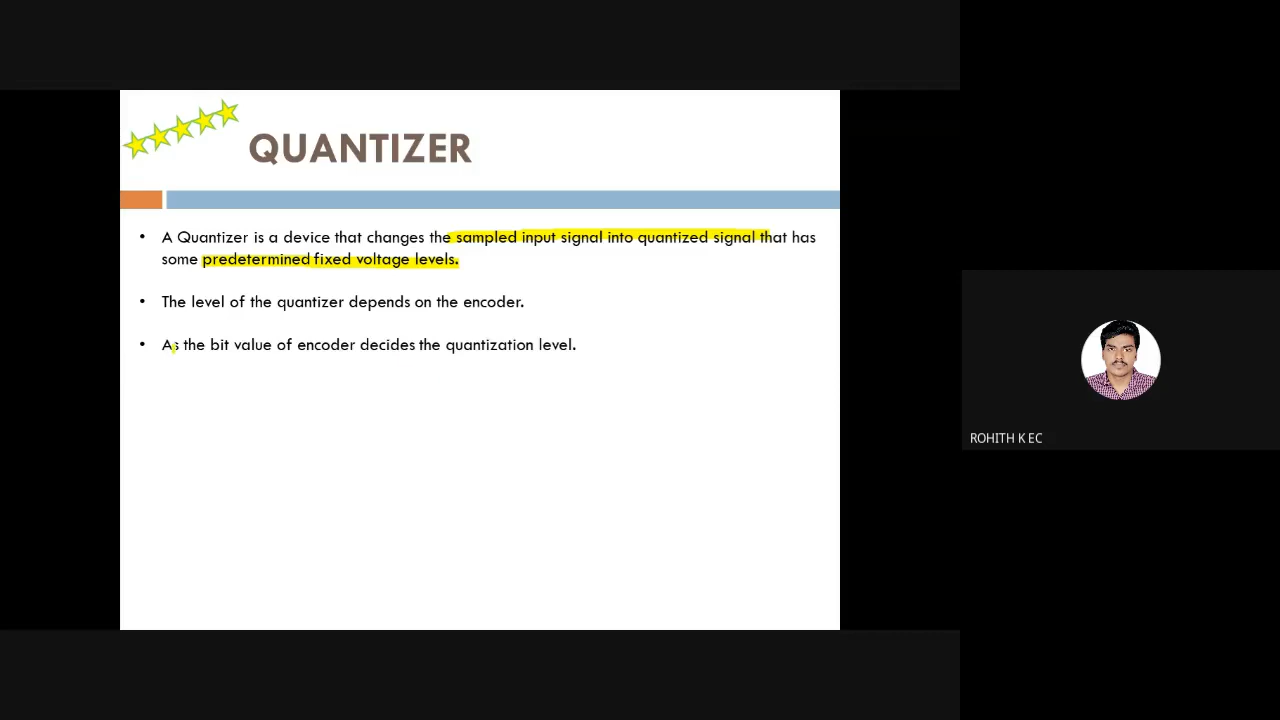 QUANTIZER
• A Quantizer is a device that changes the sampled input signal into quantized signal that has
some predetermined fixed voltage levels.
• The level of the quantizer depends on the encoder.
• As the bit value of encoder decides the quantization level.
ROHITH K EC